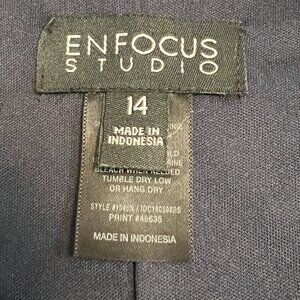 ENFOCUS
STUDIO
14
MADE IN
INDONESIA
BLEACH WHEN NEEDED
TUMBLE DRY LOW
OR HANG DRY
PRINT #48636
MADE IN INDONESIA